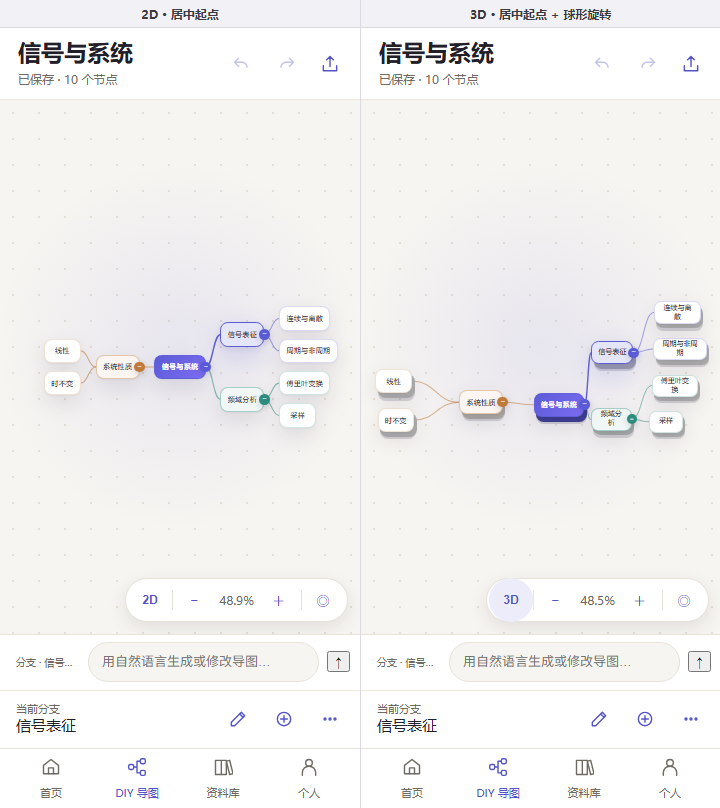 2D • 居中起点
信号与系统
已保存 · 10 个节点
连续与离散
信号表征
周期与非周期
线性
系统性质
信号与系统
时不变
傅里叶变换
频域分析
采样
2D
48.9%
分支 · 信号...
用自然语言生成或修改导图...
↑
当前分支
信号表征
首页
DIY 导图
资料库
个人
3D • 居中起点 + 球形旋转
信号与系统
已保存 · 10 个节点
连续与离
散
信号表征
周期与非周
期
线性
系统性质
信号与系统
时不变
傅里叶变
换
频域分
析
采样
3D
48.5%
分支 · 信号...
用自然语言生成或修改导图...
↑
当前分支
信号表征
首页
DIY 导图
资料库
个人